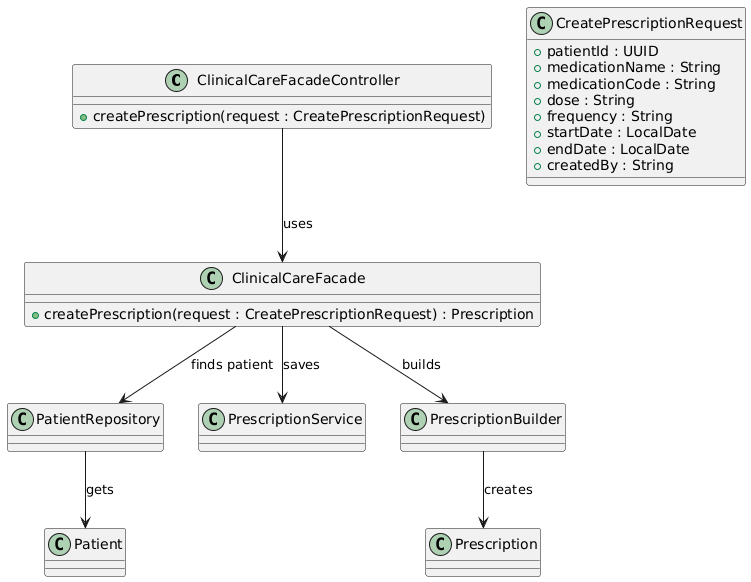 C ClinicalCareFacadeController
createPrescription(request : CreatePrescriptionRequest)
C CreatePrescriptionRequest
patientId : UUID
medicationName : String
medicationCode : String
dose : String
frequency : String
startDate : LocalDate
endDate : LocalDate
createdBy : String
uses
C ClinicalCareFacade
createPrescription(request : CreatePrescriptionRequest) : Prescription
finds patient
saves
builds
C PatientRepository
C PrescriptionService
C PrescriptionBuilder
gets
creates
C Patient
C Prescription